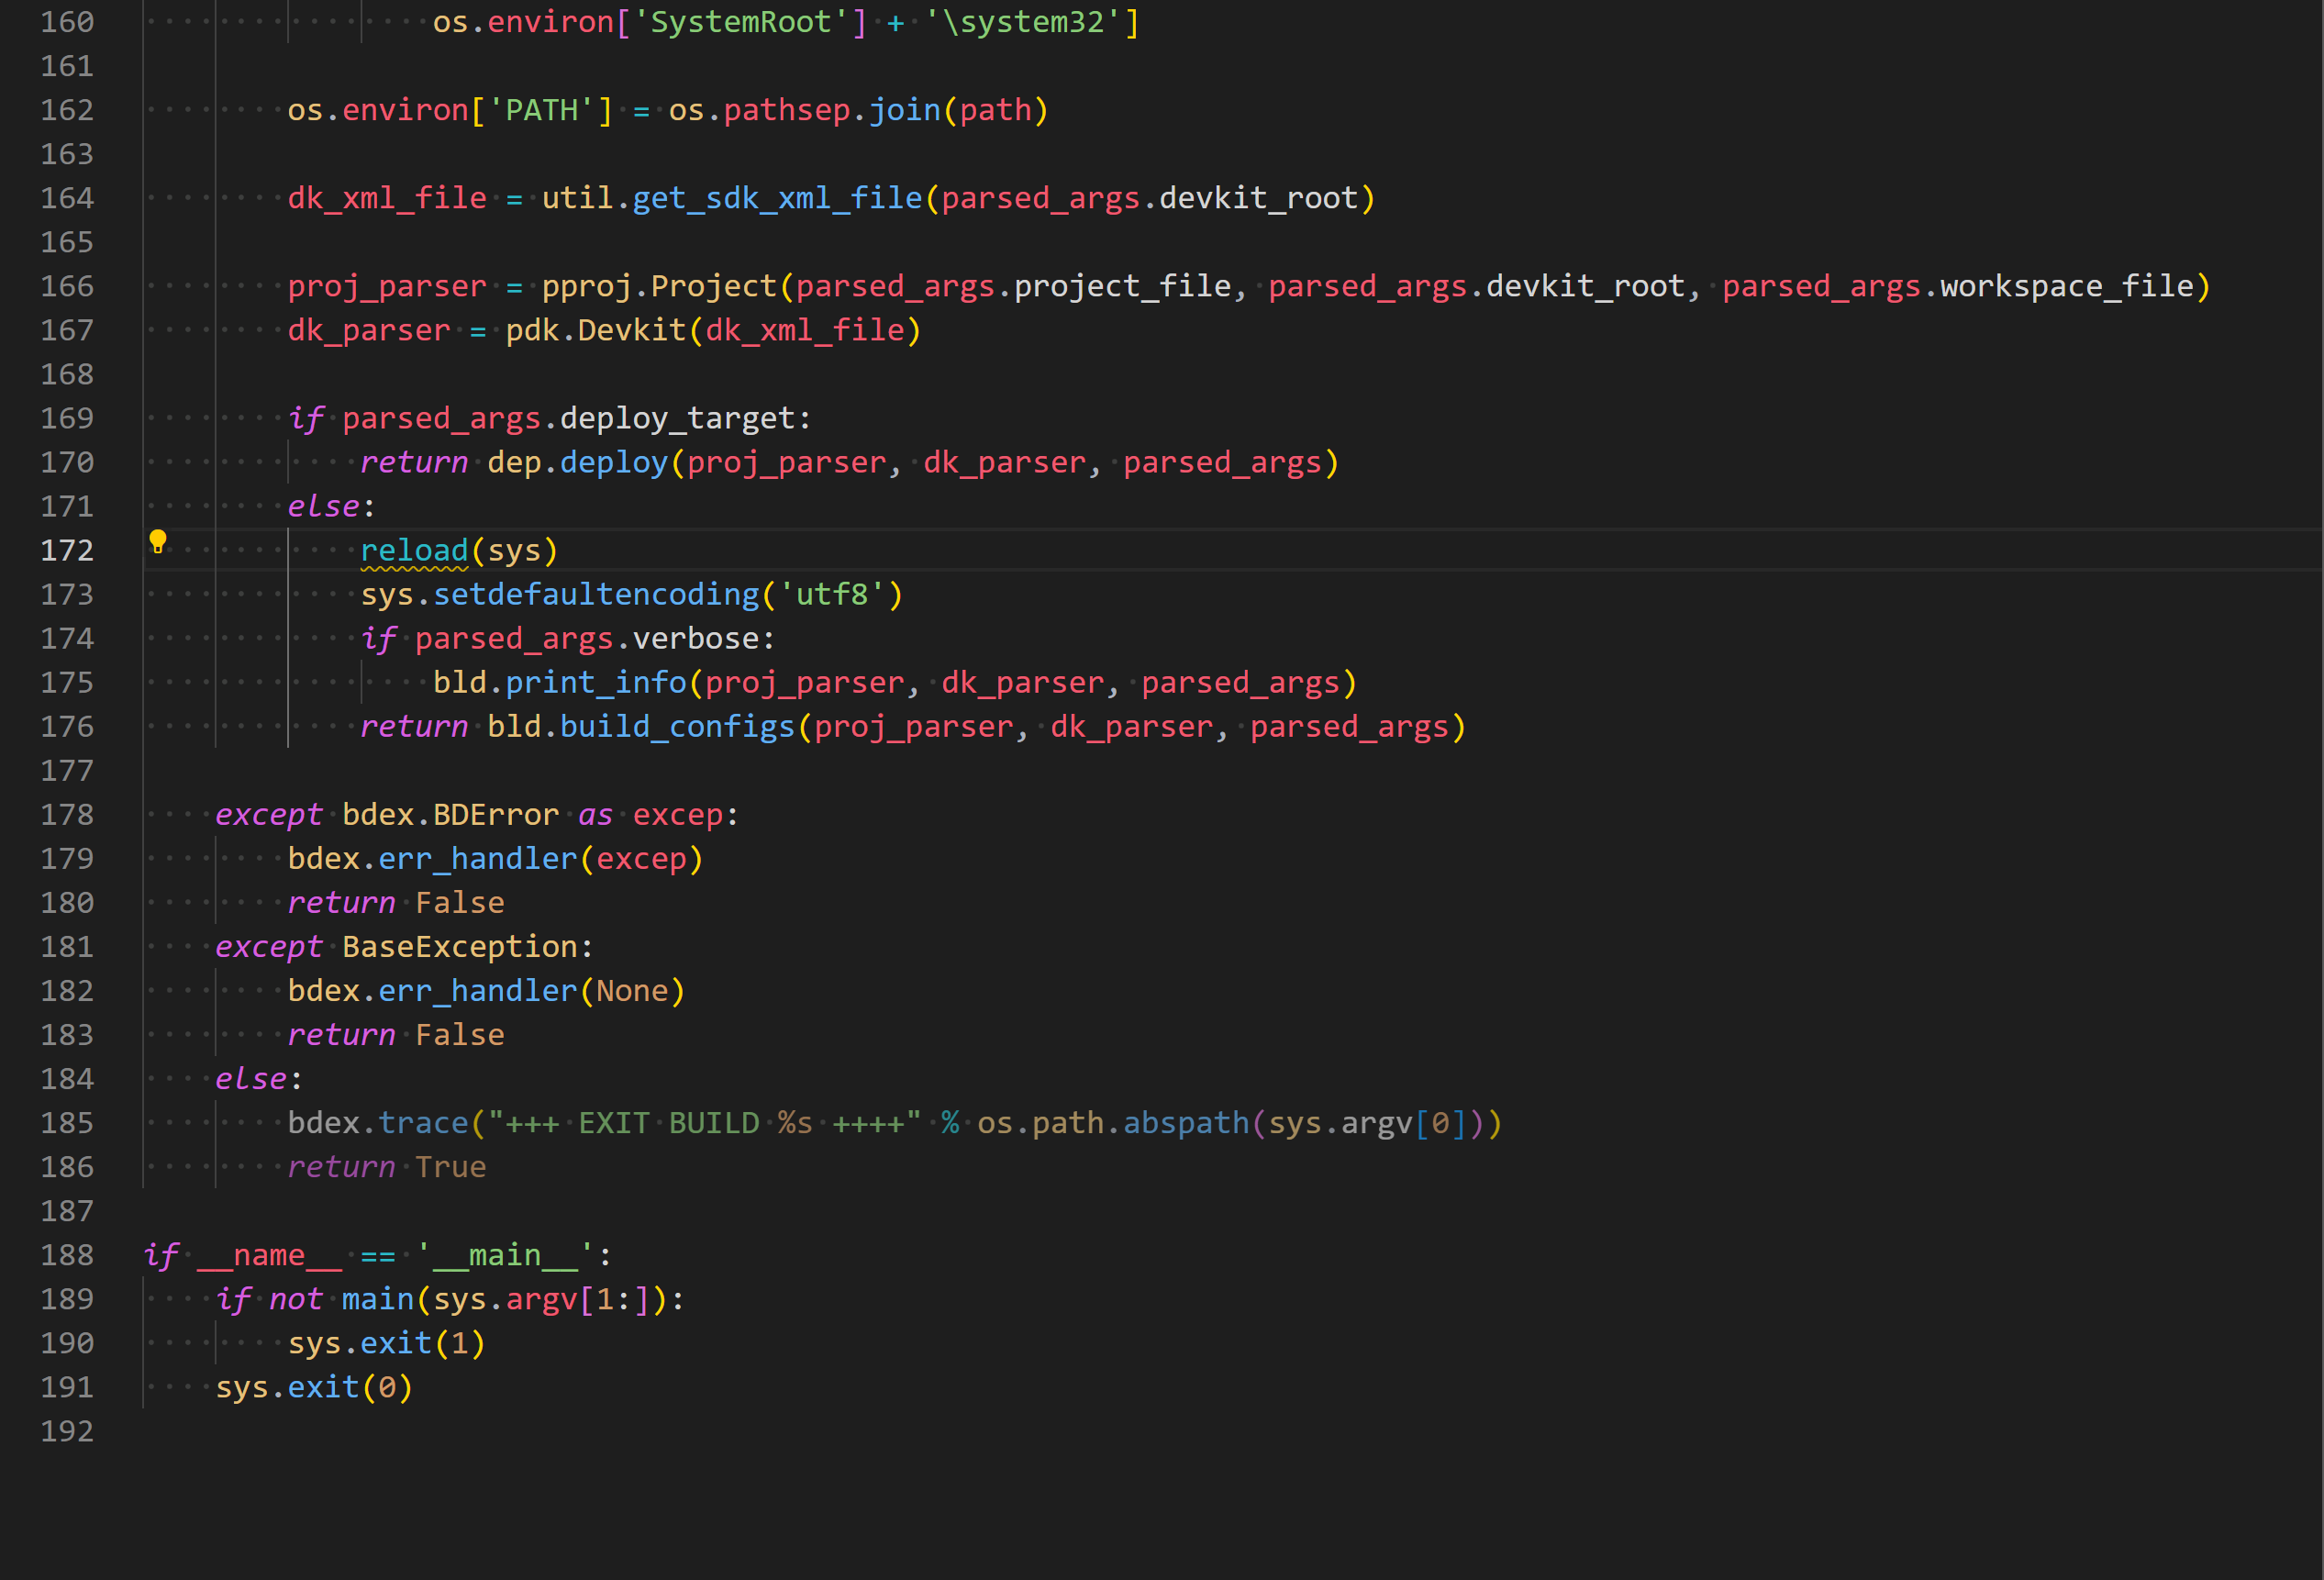 160                 os.environ['SystemRoot'] + '\system32']
161
162         os.environ['PATH'] = os.pathsep.join(path)
163
164         dk_xml_file = util.get_sdk_xml_file(parsed_args.devkit_root)
165
166         proj_parser = pproj.Project(parsed_args.project_file, parsed_args.devkit_root, parsed_args.workspace_file)
167         dk_parser = pdk.Devkit(dk_xml_file)
168
169         if parsed_args.deploy_target:
170             return dep.deploy(proj_parser, dk_parser, parsed_args)
171         else:
172             reload(sys)
173             sys.setdefaultencoding('utf8')
174             if parsed_args.verbose:
175                 bld.print_info(proj_parser, dk_parser, parsed_args)
176             return bld.build_configs(proj_parser, dk_parser, parsed_args)
177
178     except bdex.BDError as excep:
179         bdex.err_handler(excep)
180         return False
181     except BaseException:
182         bdex.err_handler(None)
183         return False
184     else:
185         bdex.trace("+++ EXIT BUILD %s ++++" % os.path.abspath(sys.argv[0]))
186         return True
187
188 if __name__ == '__main__':
189     if not main(sys.argv[1:]):
190         sys.exit(1)
191     sys.exit(0)
192